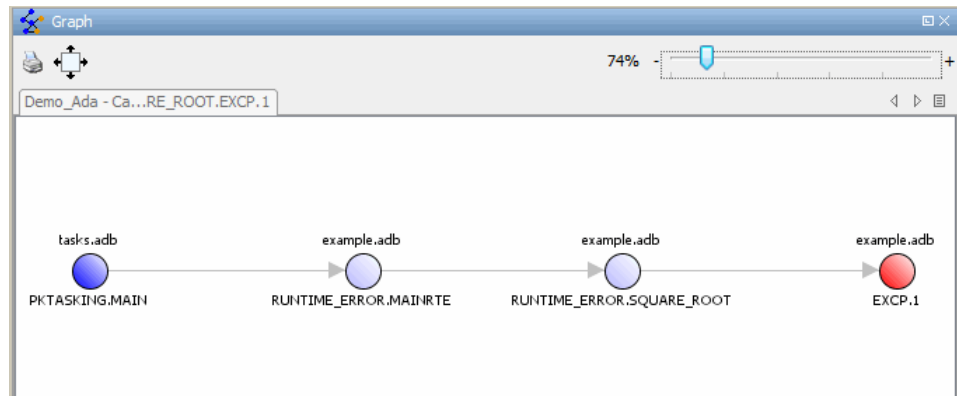 Graph
74% - +
Demo_Ada - Ca...RE_ROOT.EXCP.1
tasks.adb example.adb example.adb example.adb
PKTASKING.MAIN RUNTIME_ERROR.MAINRTE RUNTIME_ERROR.SQUARE_ROOT EXCP.1